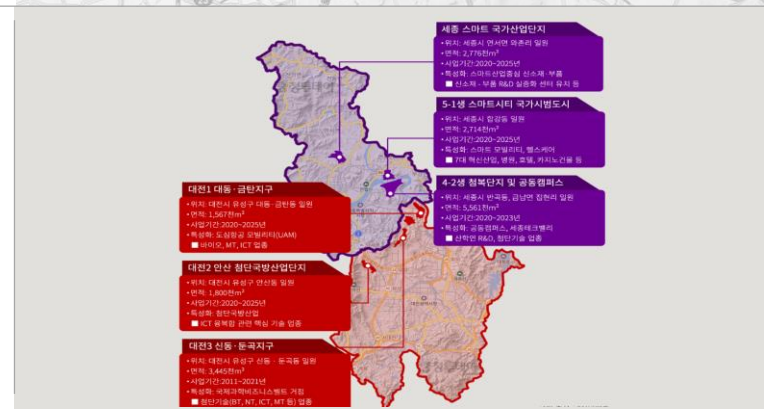 세종 스마트 국가산업단지
•위치: 세종시 연서면 와촌리 일원
•면적: 2,776천m²
•사업기간:2020~2025년
•특성화: 스마트산업중심 신소재·부품
■ 신소재·부품 R&D 실증화 센터 유치 등
5-1생 스마트시티 국가시범도시
•위치: 세종시 합강동 일원
•면적: 2,714천m²
•사업기간:2020~2025년
•특성화: 스마트 모빌리티, 헬스케어
■ 7대 혁신산업, 병원, 호텔, 카지노건물 등
4-2생 첨복단지 및 공동캠퍼스
•위치: 세종시 반곡동, 금남면 집현리 일원
•면적: 5,561천m²
•사업기간:2020~2023년
•특성화: 공동캠퍼스, 세종테크밸리
■ 산학연 R&D, 첨단기술 업종
대전1 대동·금탄지구
•위치: 대전시 유성구 대동·금탄동 일원
•면적: 1,567천m²
•사업기간:2020~2025년
•특성화: 도심항공 모빌리티(UAM)
■ 바이오, MT, ICT 업종
대전2 안산 첨단국방산업단지
•위치: 대전시 유성구 안산동 일원
•면적: 1,800천m²
•사업기간:2020~2025년
•특성화: 첨단국방산업
■ ICT 융복합 관련 핵심 기술 업종
대전3 신동·둔곡지구
•위치: 대전시 유성구 신동·둔곡동 일원
•면적: 3,445천m²
•사업기간:2011~2021년
•특성화: 국제과학비즈니스벨트 거점
■ 첨단기술(BT, NT, ICT, MT 등) 업종